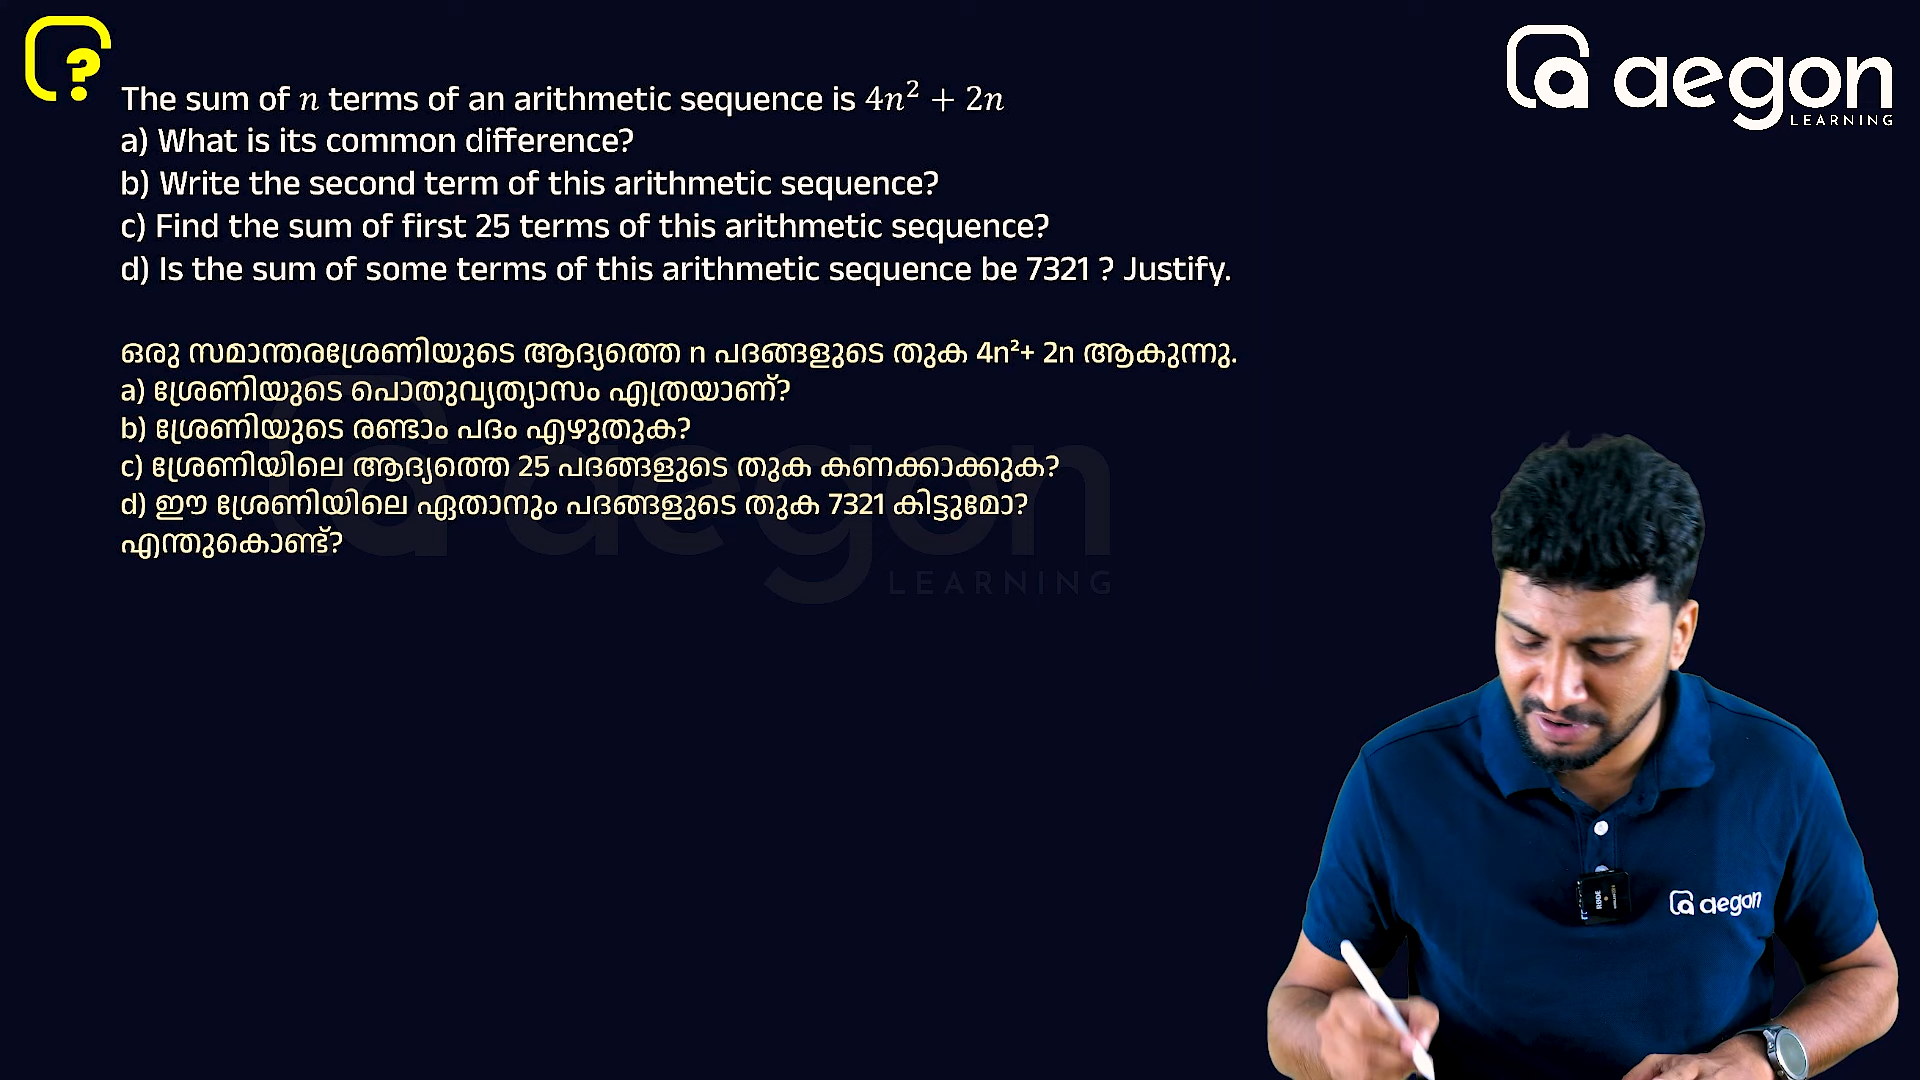 ?
aegon
LEARNING
The sum of n terms of an arithmetic sequence is 4n² + 2n
a) What is its common difference?
b) Write the second term of this arithmetic sequence?
c) Find the sum of first 25 terms of this arithmetic sequence?
d) Is the sum of some terms of this arithmetic sequence be 7321 ? Justify.
ഒരു സമാന്തരശ്രേണിയുടെ ആദ്യത്തെ n പദങ്ങളുടെ തുക 4n²+ 2n ആകുന്നു.
a) ശ്രേണിയുടെ പൊതുവ്യത്യാസം എത്രയാണ്?
b) ശ്രേണിയുടെ രണ്ടാം പദം എഴുതുക?
c) ശ്രേണിയിലെ ആദ്യത്തെ 25 പദങ്ങളുടെ തുക കണക്കാക്കുക?
d) ഈ ശ്രേണിയിലെ ഏതാനും പദങ്ങളുടെ തുക 7321 കിട്ടുമോ?
എന്തുകൊണ്ട്?
aegon
LEARNING
RODE
aegon